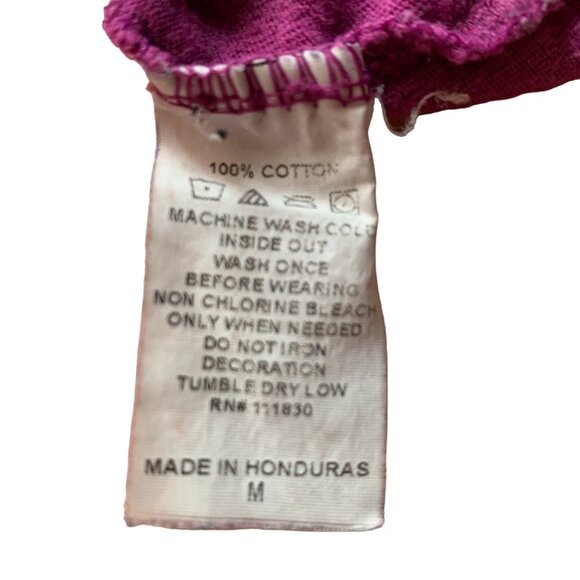 100% COTTON
MACHINE WASH COLD
INSIDE OUT
WASH ONCE
BEFORE WEARING
NON CHLORINE BLEACH
ONLY WHEN NEEDED
DO NOT IRON
DECORATION
TUMBLE DRY LOW
RN# 111830
MADE IN HONDURAS
M